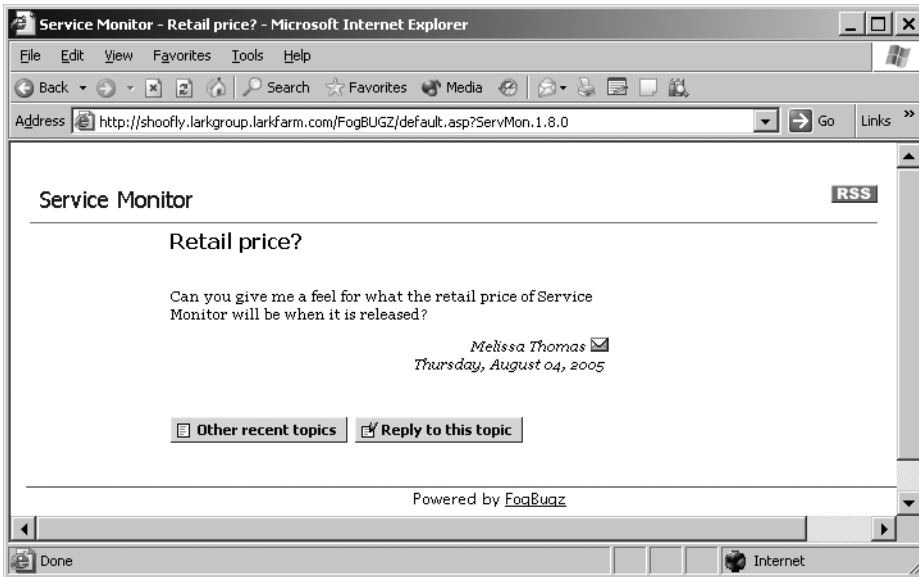 Service Monitor - Retail price? - Microsoft Internet Explorer
File Edit View Favorites Tools Help
Back Search Favorites Media
Address http://shoofly.larkgroup.larkfarm.com/FogBUGZ/default.asp?ServMon.1.8.0 Go Links »
Service Monitor RSS
Retail price?
Can you give me a feel for what the retail price of Service
Monitor will be when it is released?
Melissa Thomas
Thursday, August 04, 2005
Other recent topics Reply to this topic
Powered by FogBugz
Done Internet